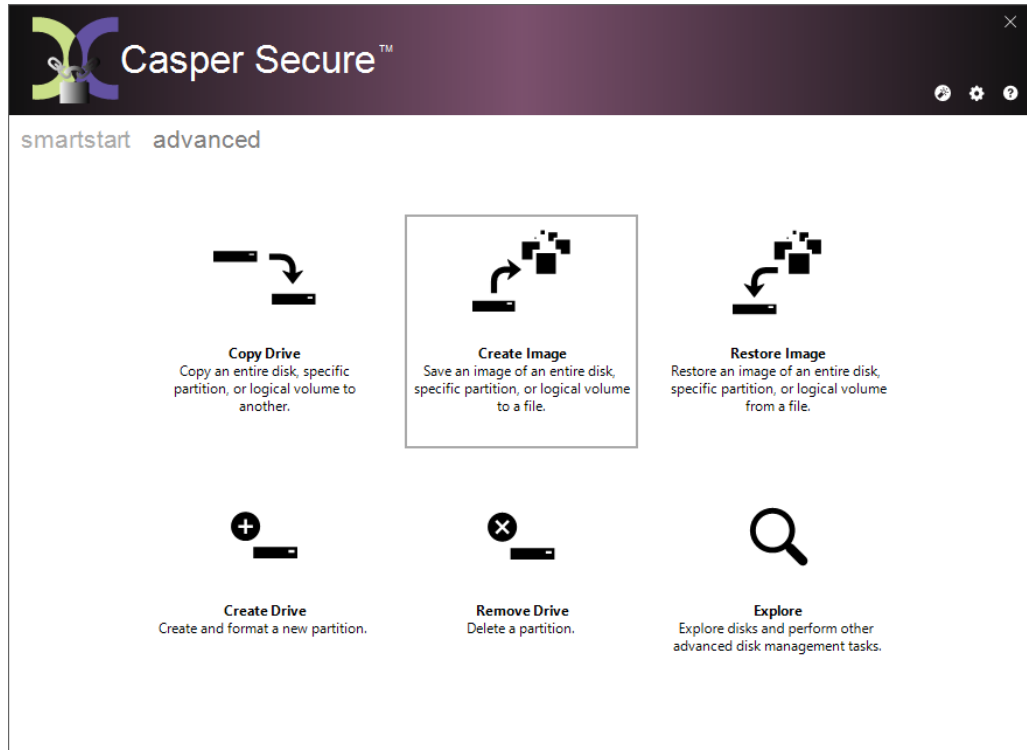 Casper Secure™
smartstart advanced
Copy Drive
Copy an entire disk, specific
partition, or logical volume to
another.
Create Image
Save an image of an entire disk,
specific partition, or logical volume
to a file.
Restore Image
Restore an image of an entire disk,
specific partition, or logical volume
from a file.
Create Drive
Create and format a new partition.
Remove Drive
Delete a partition.
Explore
Explore disks and perform other
advanced disk management tasks.